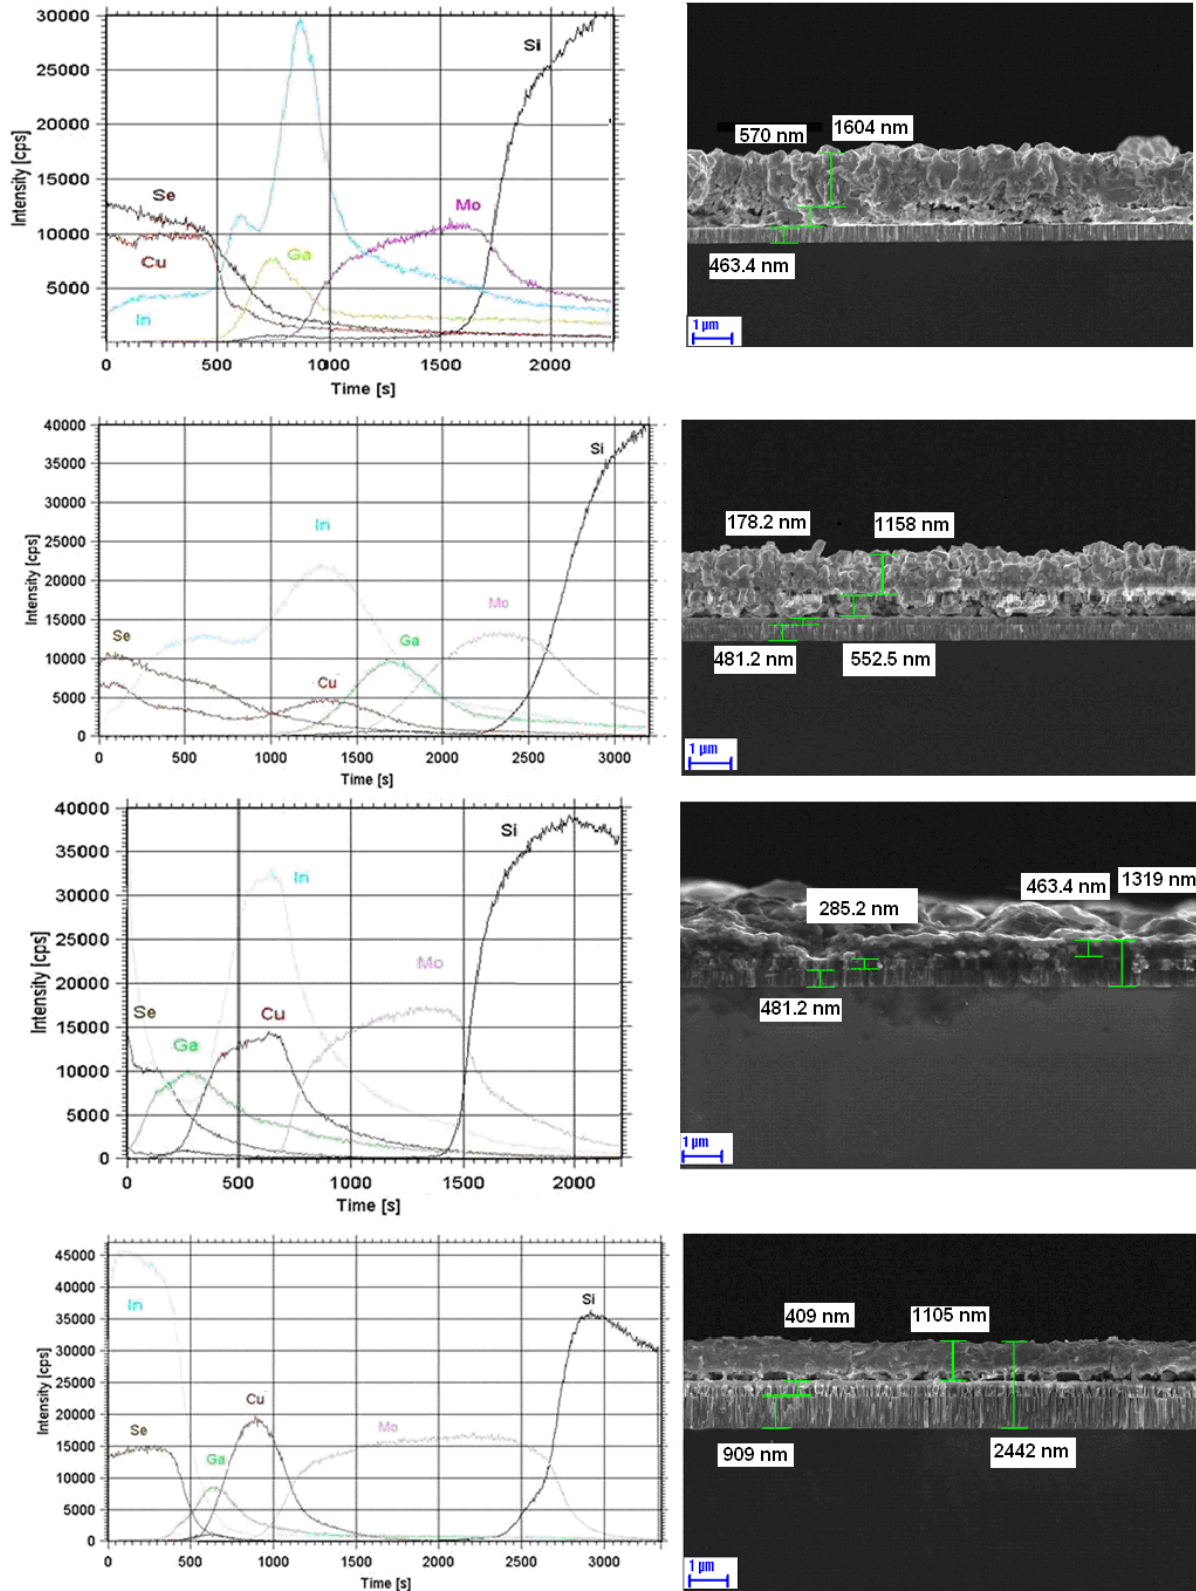 30000
25000
20000
15000
10000
5000
Intensity [cps]
Si
Se
Mo
Ga
Cu
In
0
500
1000
1500
2000
Time [s]
570 nm
1604 nm
463.4 nm
1 µm
40000
35000
30000
25000
20000
15000
10000
5000
0
Intensity [cps]
Si
In
Mo
Se
Ga
Cu
0
500
1000
1500
2000
2500
3000
Time [s]
178.2 nm
1158 nm
481.2 nm
552.5 nm
1 µm
40000
35000
30000
25000
20000
15000
10000
5000
0
Intensity [cps]
Si
In
Mo
Se
Cu
Ga
0
500
1000
1500
2000
Time [s]
463.4 nm
1319 nm
285.2 nm
481.2 nm
1 µm
45000
40000
35000
30000
25000
20000
15000
10000
5000
0
Intensity [cps]
In
Si
Cu
Se
Mo
Ga
0
500
1000
1500
2000
2500
3000
Time [s]
409 nm
1105 nm
909 nm
2442 nm
1 µm